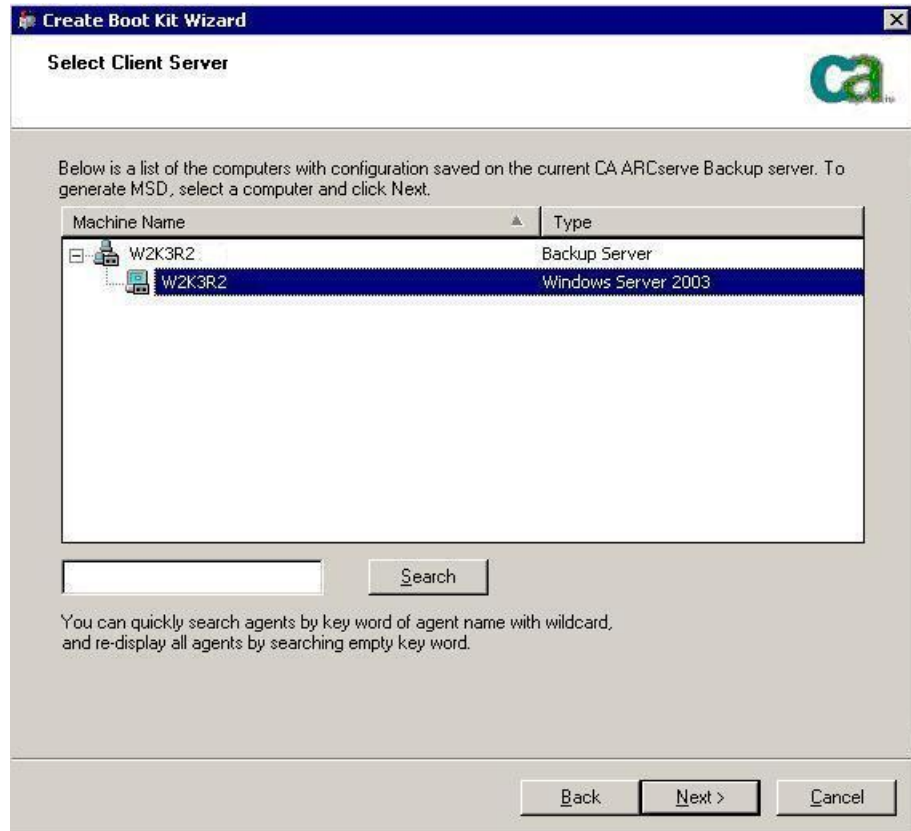 Create Boot Kit Wizard
Select Client Server
ca
Below is a list of the computers with configuration saved on the current CA ARCserve Backup server. To
generate MSD, select a computer and click Next.
Machine Name Type
W2K3R2 Backup Server
W2K3R2 Windows Server 2003
Search
You can quickly search agents by key word of agent name with wildcard,
and re-display all agents by searching empty key word.
Back Next > Cancel